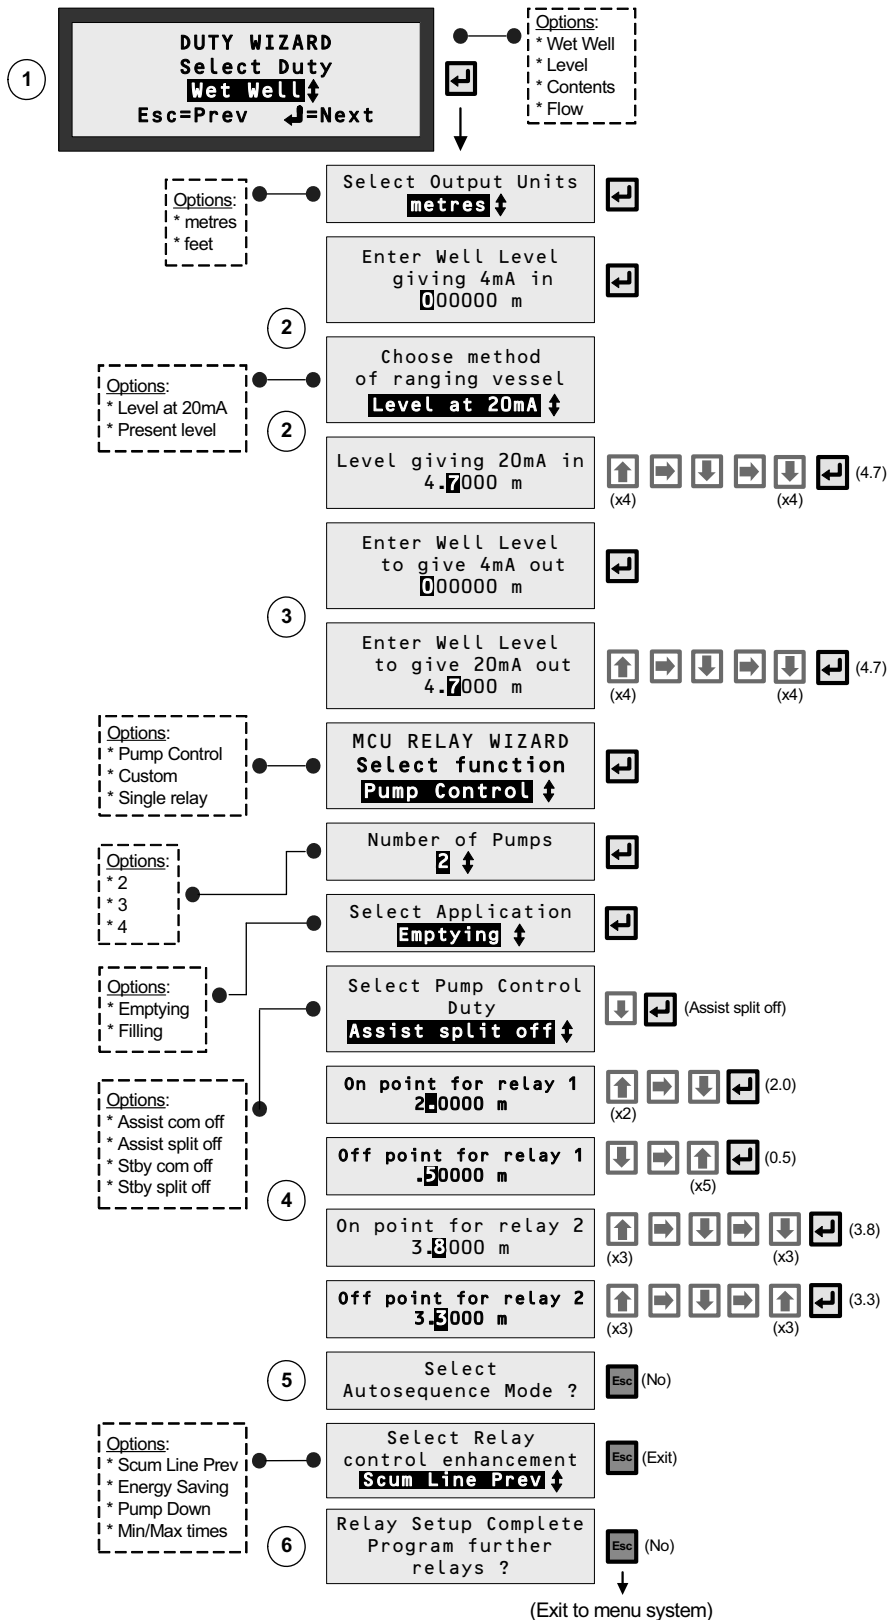 Options:
* Wet Well
* Level
* Contents
* Flow
1
DUTY WIZARD
Select Duty
Wet Well
Esc=Prev ↵=Next
Options:
* metres
* feet
Select Output Units
metres
Enter Well Level
giving 4mA in
000000 m
2
Options:
* Level at 20mA
* Present level
Choose method
of ranging vessel
Level at 20mA
2
Level giving 20mA in
4.7000 m
(x4)
(x4)
(4.7)
Enter Well Level
to give 4mA out
000000 m
3
Enter Well Level
to give 20mA out
4.7000 m
(x4)
(x4)
(4.7)
Options:
* Pump Control
* Custom
* Single relay
MCU RELAY WIZARD
Select function
Pump Control
Options:
* 2
* 3
* 4
Number of Pumps
2
Select Application
Emptying
Options:
* Emptying
* Filling
Select Pump Control
Duty
Assist split off
(Assist split off)
Options:
* Assist com off
* Assist split off
* Stby com off
* Stby split off
On point for relay 1
2.0000 m
(x2)
(2.0)
Off point for relay 1
.50000 m
(x5)
(0.5)
4
On point for relay 2
3.8000 m
(x3)
(x3)
(3.8)
Off point for relay 2
3.3000 m
(x3)
(x3)
(3.3)
5
Select
Autosequence Mode ?
Esc (No)
Options:
* Scum Line Prev
* Energy Saving
* Pump Down
* Min/Max times
Select Relay
control enhancement
Scum Line Prev
Esc (Exit)
6
Relay Setup Complete
Program further
relays ?
Esc (No)
(Exit to menu system)